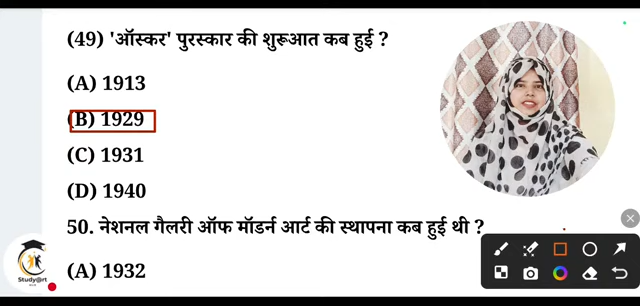 (49) 'ऑस्कर' पुरस्कार की शुरूआत कब हुई ?
(A) 1913
(B) 1929
(C) 1931
(D) 1940
50. नेशनल गैलरी ऑफ मॉडर्न आर्ट की स्थापना कब हुई थी ?
(A) 1932
Study@rt